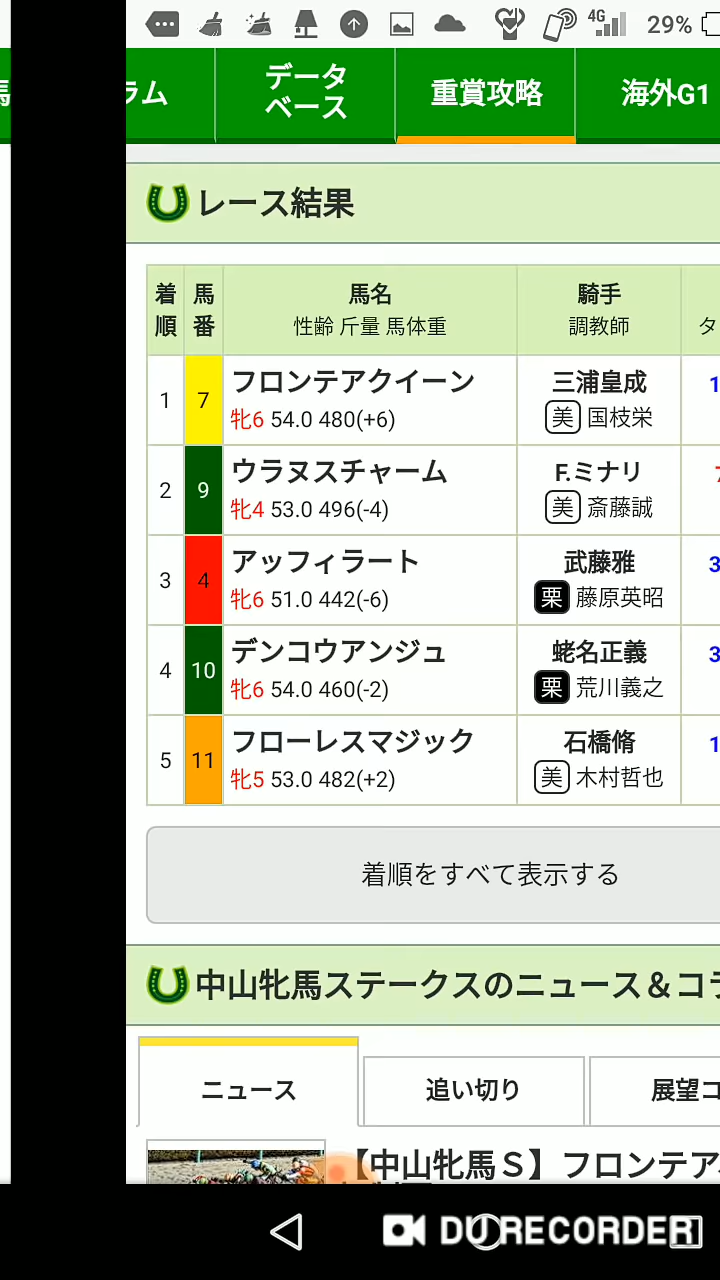 4G 29%
馬
ラム
データ
ベース
重賞攻略
海外G1
レース結果
着順 馬番 馬名 騎手
性齢 斤量 馬体重 調教師 タ
1 7 フロンテアクイーン 三浦皇成 1
牝6 54.0 480(+6) 美 国枝栄
2 9 ウラヌスチャーム F.ミナリ 7
牝4 53.0 496(-4) 美 斎藤誠
3 4 アッフィラート 武藤雅 3
牝6 51.0 442(-6) 栗 藤原英昭
4 10 デンコウアンジュ 蛯名正義 3
牝6 54.0 460(-2) 栗 荒川義之
5 11 フローレスマジック 石橋脩 1
牝5 53.0 482(+2) 美 木村哲也
着順をすべて表示する
中山牝馬ステークスのニュース＆コラ
ニュース
追い切り
展望コ
【中山牝馬Ｓ】フロンテア
DU RECORDER